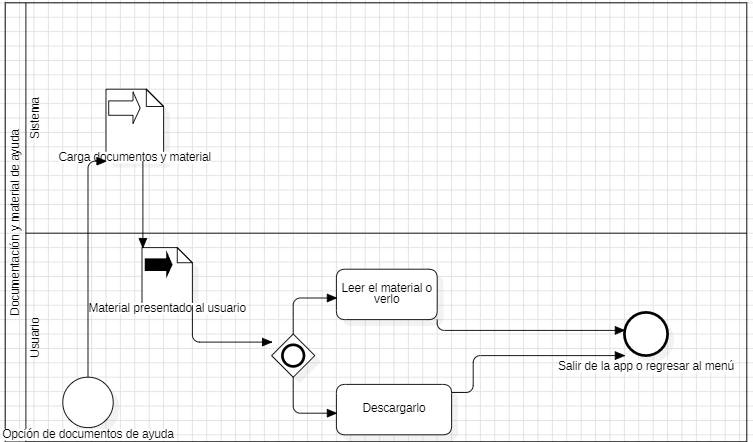 Documentación y material de ayuda
Sistema
Carga documentos y material
Usuario
Material presentado al usuario
Leer el material o
verlo
Salir de la app o regresar al menú
Descargarlo
Opción de documentos de ayuda